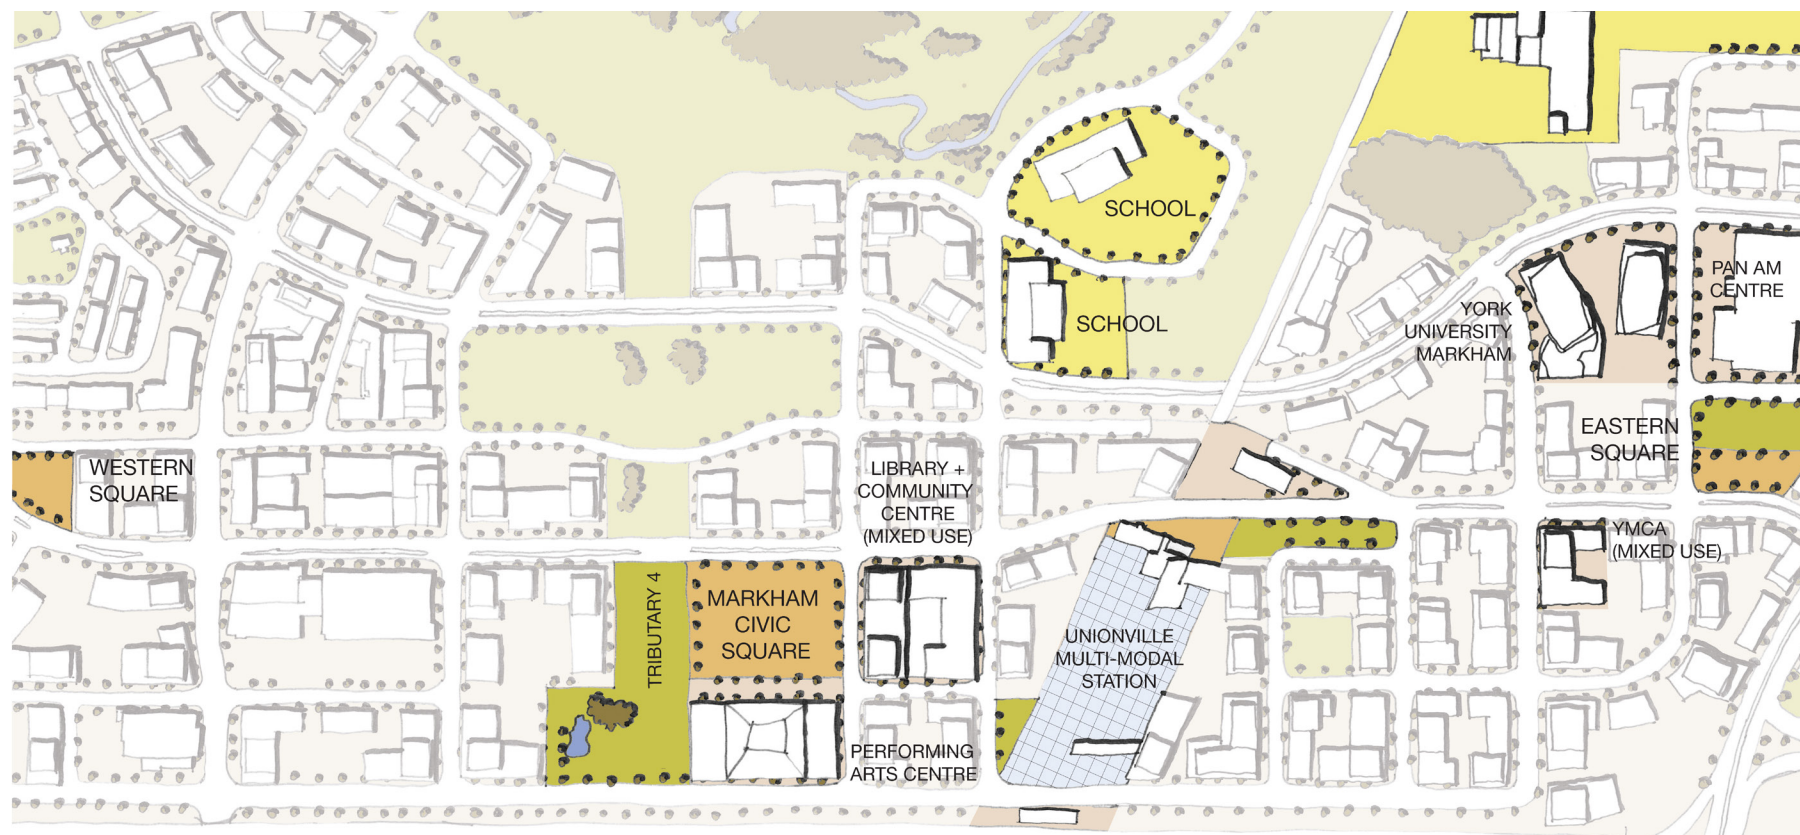 SCHOOL
PAN AM
CENTRE
SCHOOL
YORK
UNIVERSITY
MARKHAM
EASTERN
SQUARE
WESTERN
SQUARE
LIBRARY +
COMMUNITY
CENTRE
(MIXED USE)
YMCA
(MIXED USE)
TRIBUTARY 4
MARKHAM
CIVIC
SQUARE
UNIONVILLE
MULTI-MODAL
STATION
PERFORMING
ARTS CENTRE